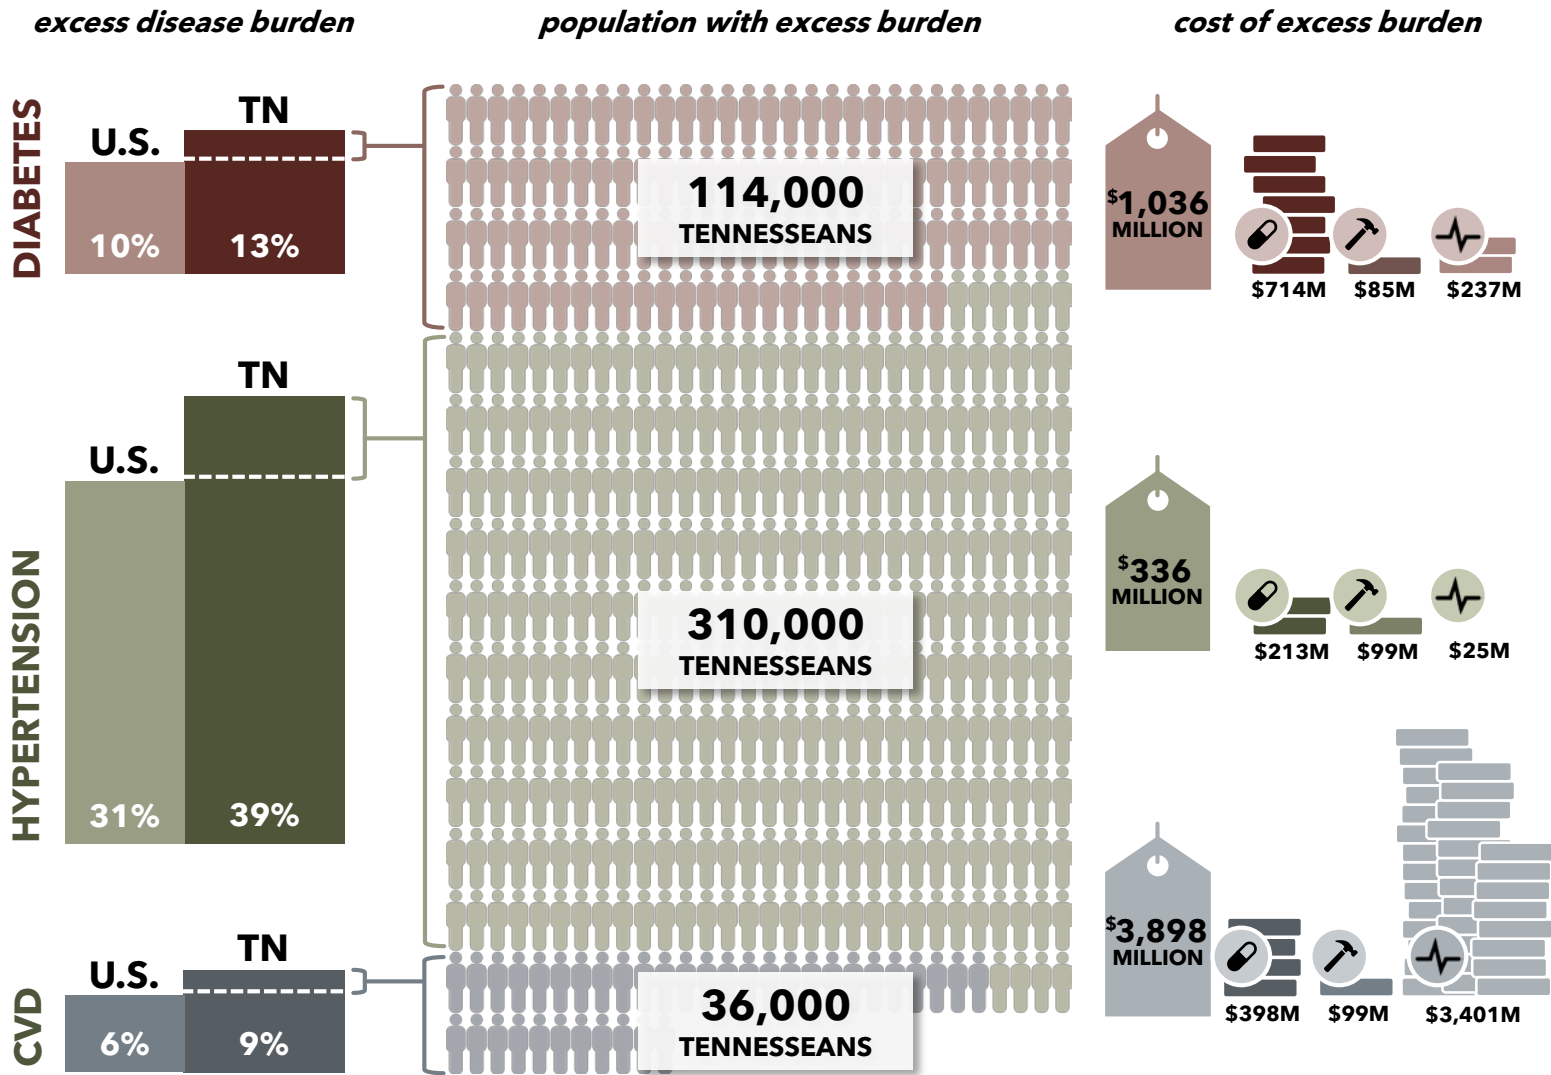 excess disease burden
population with excess burden
cost of excess burden
DIABETES
U.S.
TN
10%
13%
114,000
TENNESSEANS
$1,036
MILLION
$714M
$85M
$237M
HYPERTENSION
U.S.
TN
31%
39%
310,000
TENNESSEANS
$336
MILLION
$213M
$99M
$25M
CVD
U.S.
TN
6%
9%
36,000
TENNESSEANS
$3,898
MILLION
$398M
$99M
$3,401M